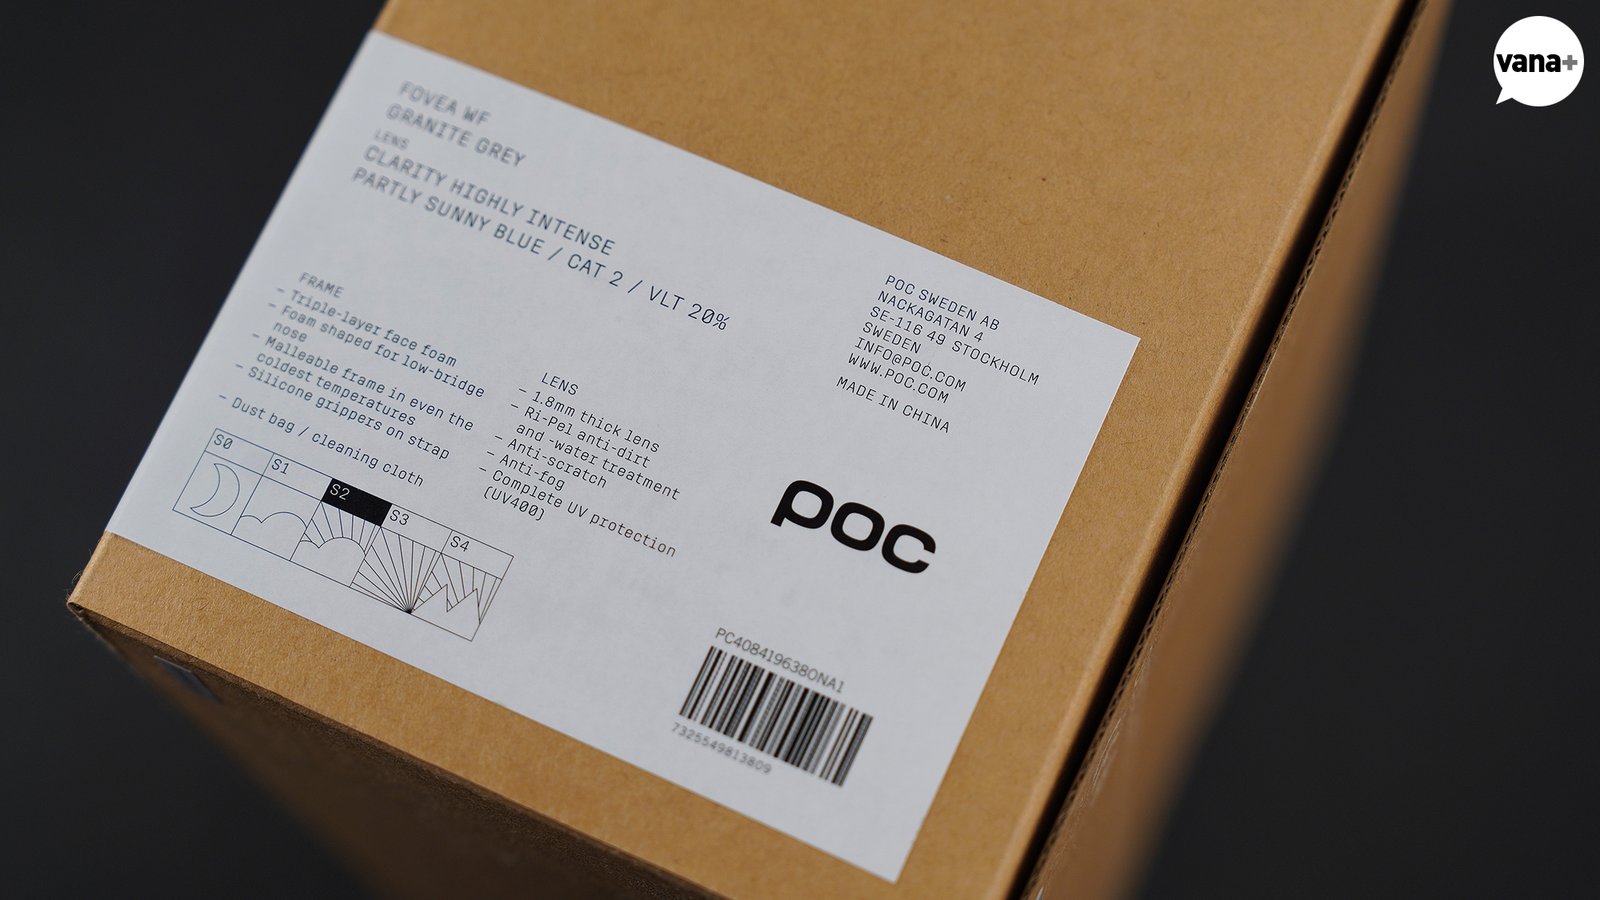 vana+
FOVEA WF
GRANITE GREY
LENS
CLARITY HIGHLY INTENSE
PARTLY SUNNY BLUE / CAT 2 / VLT 20%
FRAME
– Triple-layer face foam
– Foam shaped for low-bridge
nose
– Malleable frame in even the
coldest temperatures
– Silicone grippers on strap
– Dust bag / cleaning cloth
LENS
– 1.8mm thick lens
– Ri-Pel anti-dirt
and -water treatment
– Anti-scratch
– Anti-fog
– Complete UV protection
(UV400)
S0
S1
S2
S3
S4
POC SWEDEN AB
NACKAGATAN 4
SE-116 49 STOCKHOLM
SWEDEN
INFO@POC.COM
WWW.POC.COM
MADE IN CHINA
POC
PC408419638ONA1
7325549813809